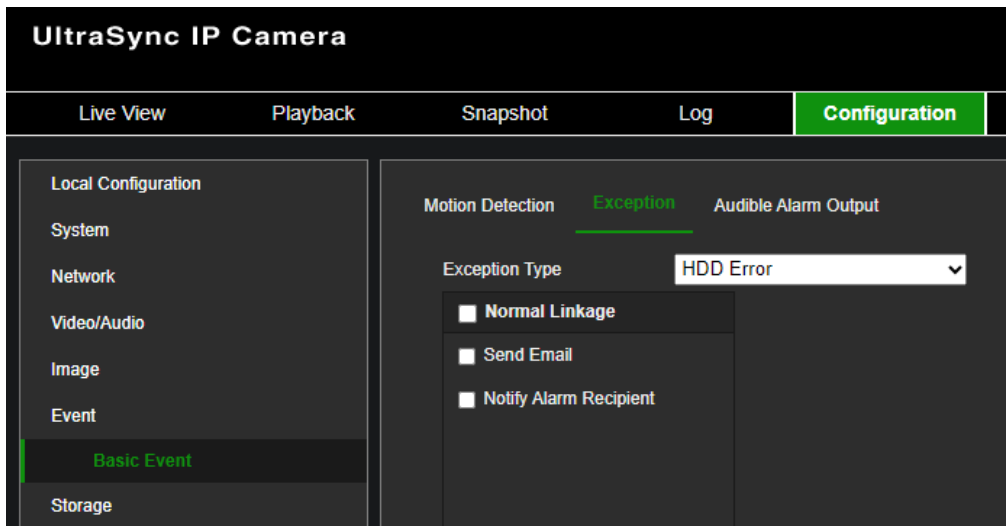 UltraSync IP Camera
Live View Playback Snapshot Log Configuration
Local Configuration
System
Network
Video/Audio
Image
Event
Basic Event
Storage
Motion Detection Exception Audible Alarm Output
Exception Type HDD Error
Normal Linkage
Send Email
Notify Alarm Recipient